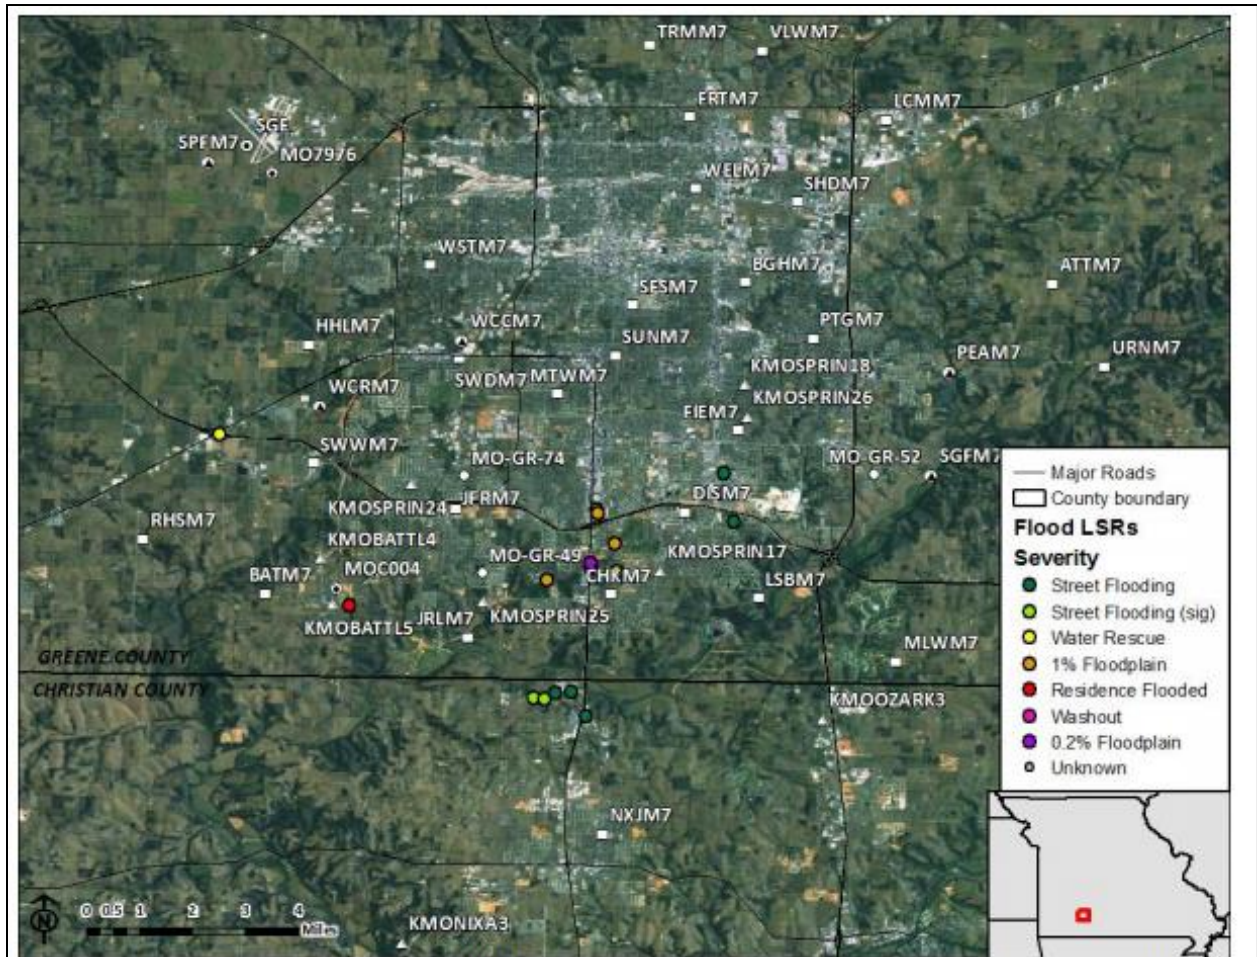 TRMM7
VLWM7
FRTM7
LCMM7
SGF
SPFM7
MO7976
WELM7
SHDM7
WSTM7
BGHM7
ATTM7
SESM7
HHLM7
WCCM7
SUNM7
PTGM7
PEAM7
URNM7
KMOSPRIN18
WCRM7
SWDM7
MTWM7
KMOSPRIN26
FIEM7
SWWM7
MO-GR-74
MO-GR-52
SGFM7
KMOSPRIN24
JFRM7
DISM7
RHSM7
KMOBATTL4
MO-GR-49
KMOSPRIN17
BATM7
MOC004
CHKM7
LSBM7
KMOBATTL5
JRLM7
KMOSPRIN25
MLWM7
GREENE COUNTY
CHRISTIAN COUNTY
KMOOZARK3
NXJM7
KMONIXA3
Major Roads
County boundary
Flood LSRs
Severity
Street Flooding
Street Flooding (sig)
Water Rescue
1% Floodplain
Residence Flooded
Washout
0.2% Floodplain
Unknown
N
0 0.5 1 2 3 4
Miles